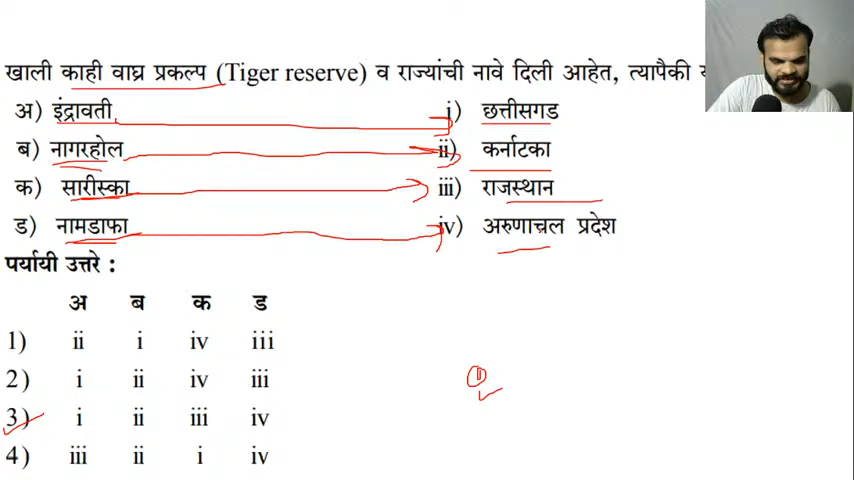 खाली काही वाघ्र प्रकल्प (Tiger reserve) व राज्यांची नावे दिली आहेत, त्यापैकी
अ) इंद्रावती i) छत्तीसगड
ब) नागरहोल ii) कर्नाटका
क) सारीस्का iii) राजस्थान
ड) नामडाफा iv) अरुणाचल प्रदेश
पर्यायी उत्तरे :
अ ब क ड
1) ii i iv iii
2) i ii iv iii
3) i ii iii iv
4) iii ii i iv